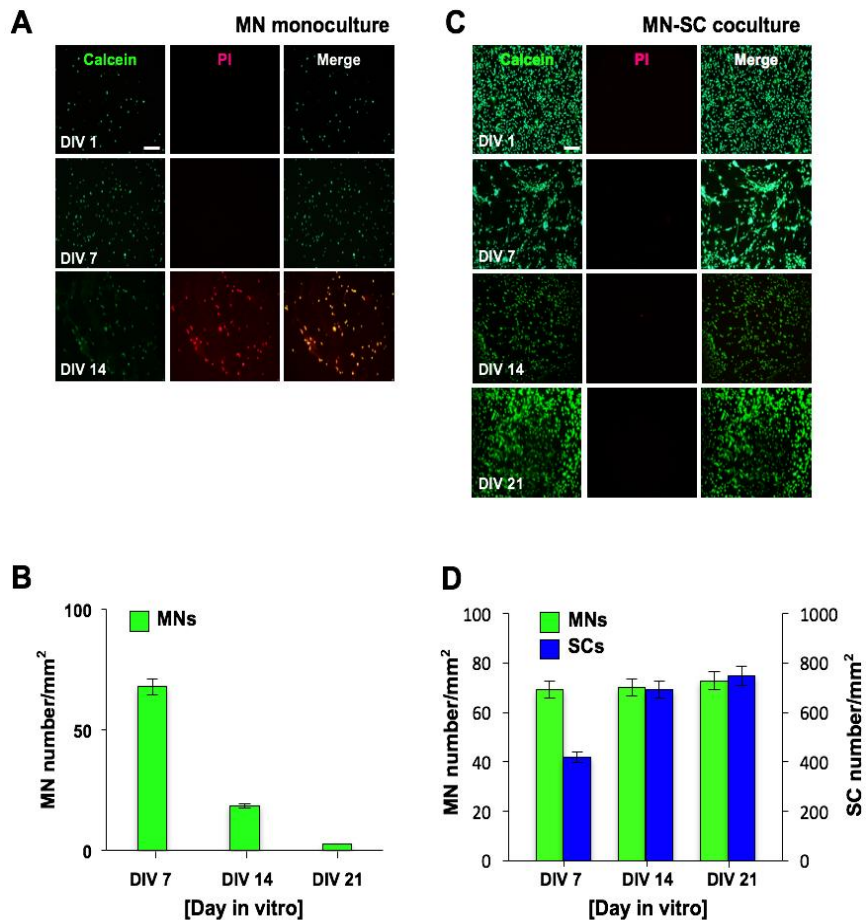 A
MN monoculture
Calcein PI Merge
DIV 1
DIV 7
DIV 14
C
MN-SC coculture
Calcein PI Merge
DIV 1
DIV 7
DIV 14
DIV 21
B
MNs
100
50
0
MN number/mm²
DIV 7 DIV 14 DIV 21
[Day in vitro]
D
MNs
SCs
100
80
60
40
20
0
MN number/mm²
1000
800
600
400
200
0
SC number/mm²
DIV 7 DIV 14 DIV 21
[Day in vitro]